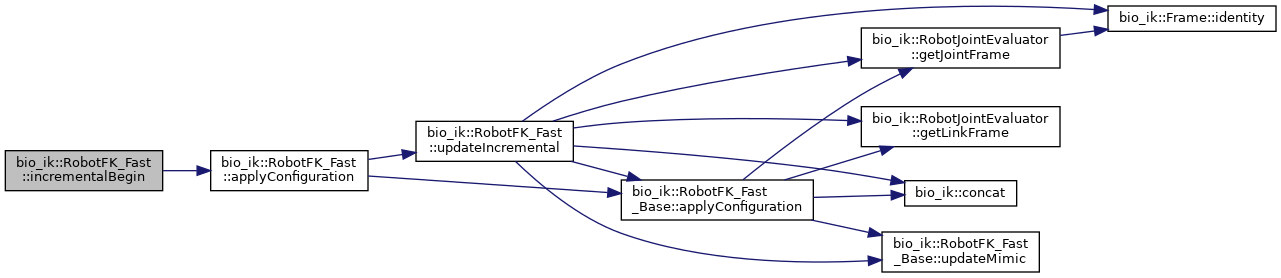 bio_ik::RobotFK_Fast
::incrementalBegin
bio_ik::RobotFK_Fast
::applyConfiguration
bio_ik::RobotFK_Fast
::updateIncremental
bio_ik::RobotFK_Fast
_Base::applyConfiguration
bio_ik::Frame::identity
bio_ik::RobotJointEvaluator
::getJointFrame
bio_ik::RobotJointEvaluator
::getLinkFrame
bio_ik::concat
bio_ik::RobotFK_Fast
_Base::updateMimic